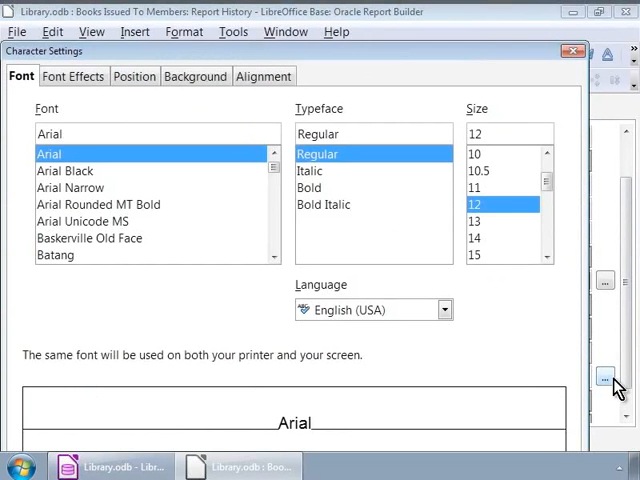 Library.odb : Books Issued To Members: Report History - LibreOffice Base: Oracle Report Builder
File Edit View Insert Format Tools Window Help
Character Settings
Font Font Effects Position Background Alignment
Font Typeface Size
Arial Regular 12
Arial Regular 10
Arial Black Italic 10.5
Arial Narrow Bold 11
Arial Rounded MT Bold Bold Italic 12
Arial Unicode MS 13
Baskerville Old Face 14
Batang 15
Language
English (USA)
The same font will be used on both your printer and your screen.
Arial
Library.odb - Libr... Library.odb : Boo...